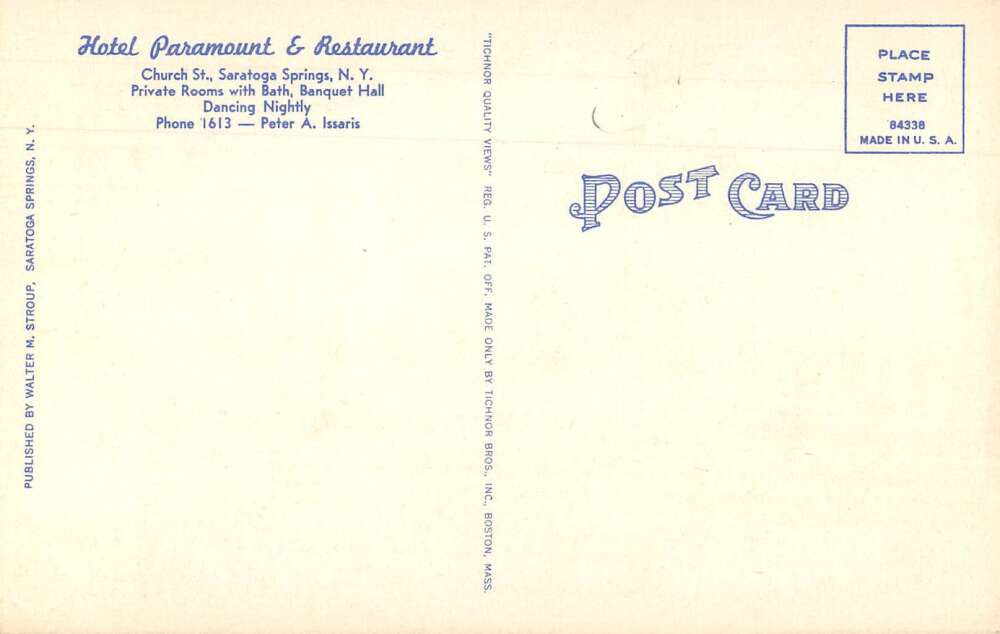 Hotel Paramount & Restaurant
Church St., Saratoga Springs, N. Y.
Private Rooms with Bath, Banquet Hall
Dancing Nightly
Phone 1613 — Peter A. Issaris
PUBLISHED BY WALTER M. STROUP, SARATOGA SPRINGS, N. Y.
"TICHNOR QUALITY VIEWS" REG. U. S. PAT. OFF. MADE ONLY BY TICHNOR BROS., INC., BOSTON, MASS.
POST CARD
PLACE
STAMP
HERE
84338
MADE IN U. S. A.